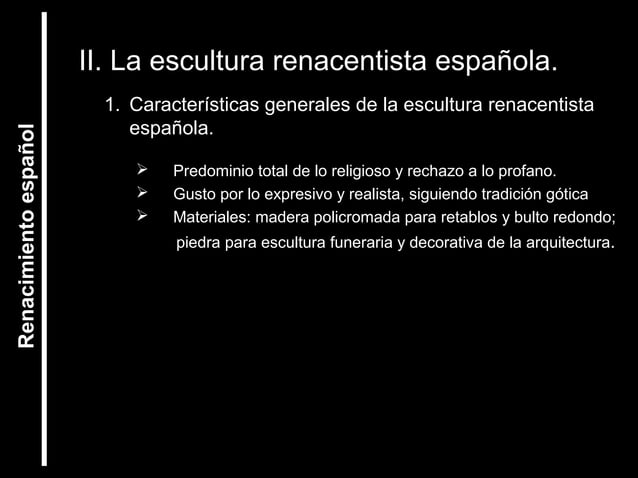 II. La escultura renacentista española.
1. Características generales de la escultura renacentista
española.
➢ Predominio total de lo religioso y rechazo a lo profano.
➢ Gusto por lo expresivo y realista, siguiendo tradición gótica
➢ Materiales: madera policromada para retablos y bulto redondo;
piedra para escultura funeraria y decorativa de la arquitectura.
Renacimiento español